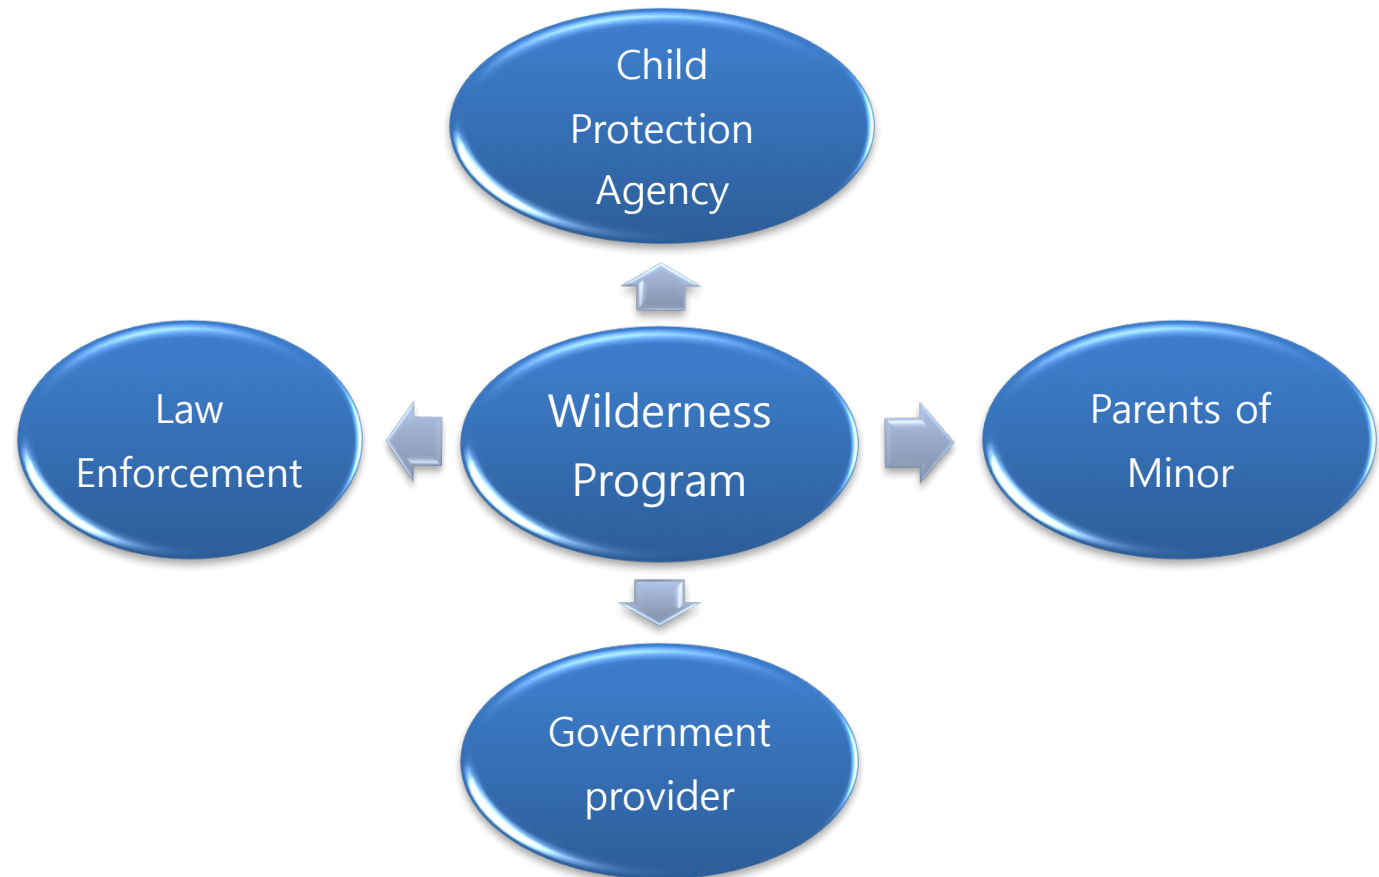 Child
Protection
Agency
Law
Enforcement
Wilderness
Program
Parents of
Minor
Government
provider